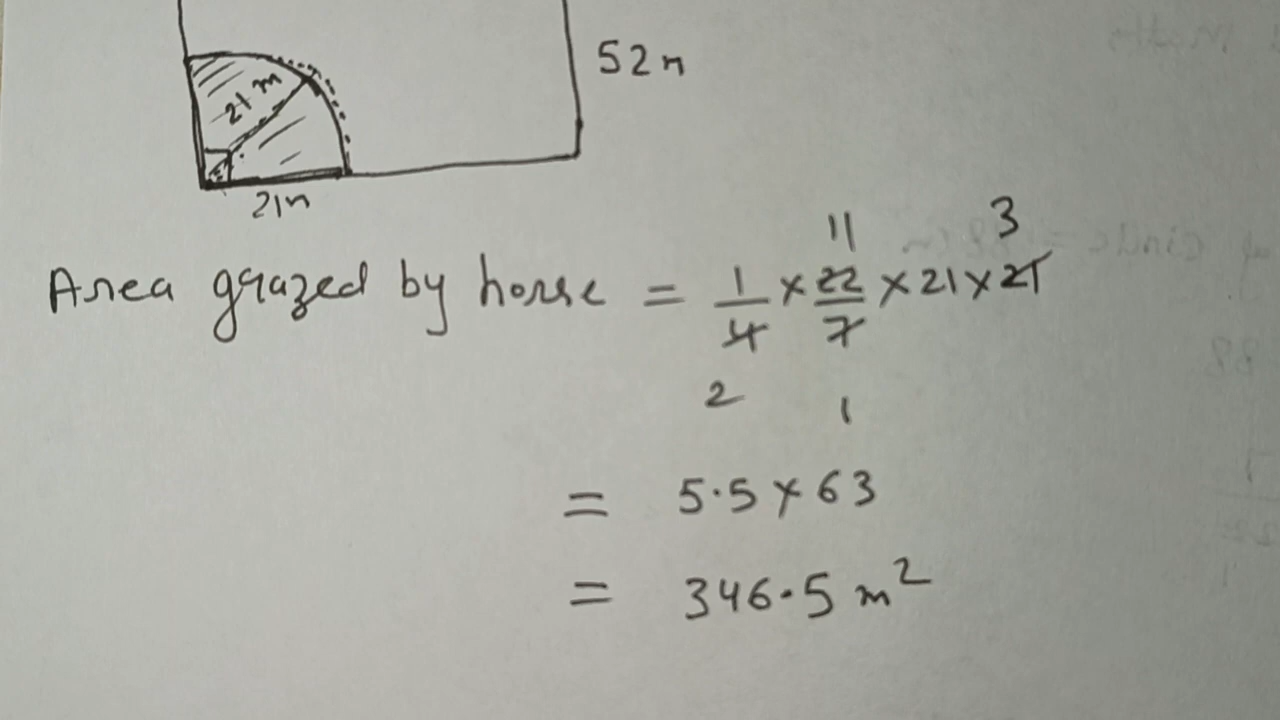 52m
21 m
21m
11 3
Area grazed by horse = 1/4 × 22/7 × 21 × 21
2 1
= 5.5 × 63
= 346.5 m²